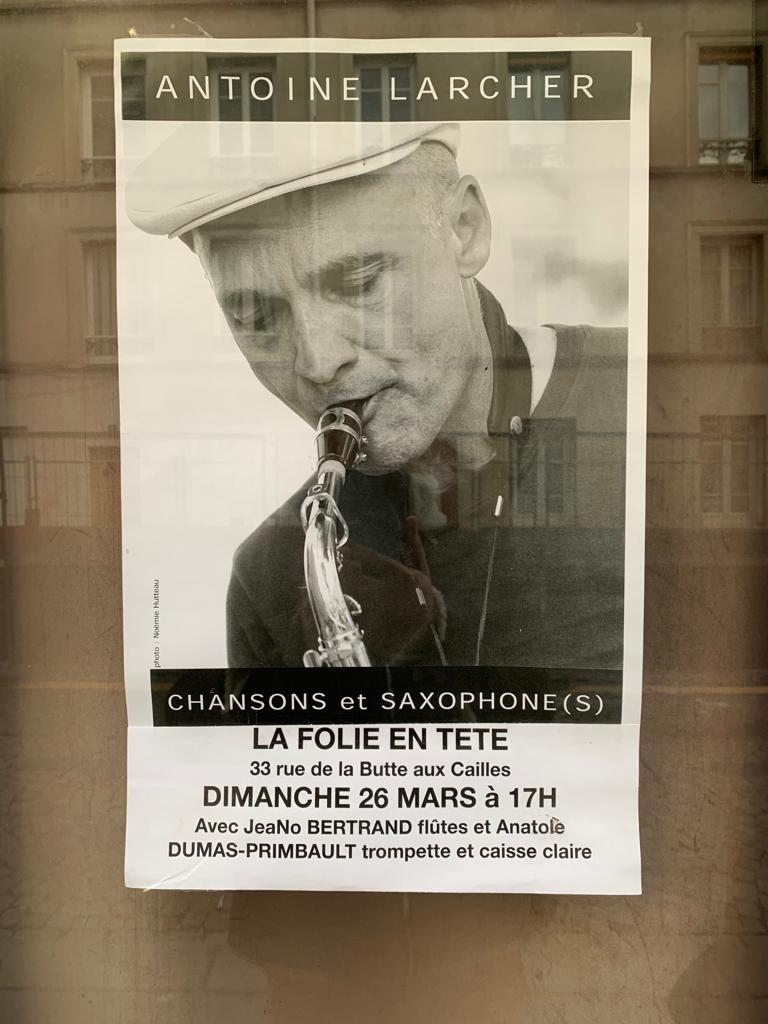 ANTOINE LARCHER
photo : Noémie Hutteau
CHANSONS et SAXOPHONE(S)
LA FOLIE EN TETE
33 rue de la Butte aux Cailles
DIMANCHE 26 MARS à 17H
Avec JeaNo BERTRAND flûtes et Anatole
DUMAS-PRIMBAULT trompette et caisse claire